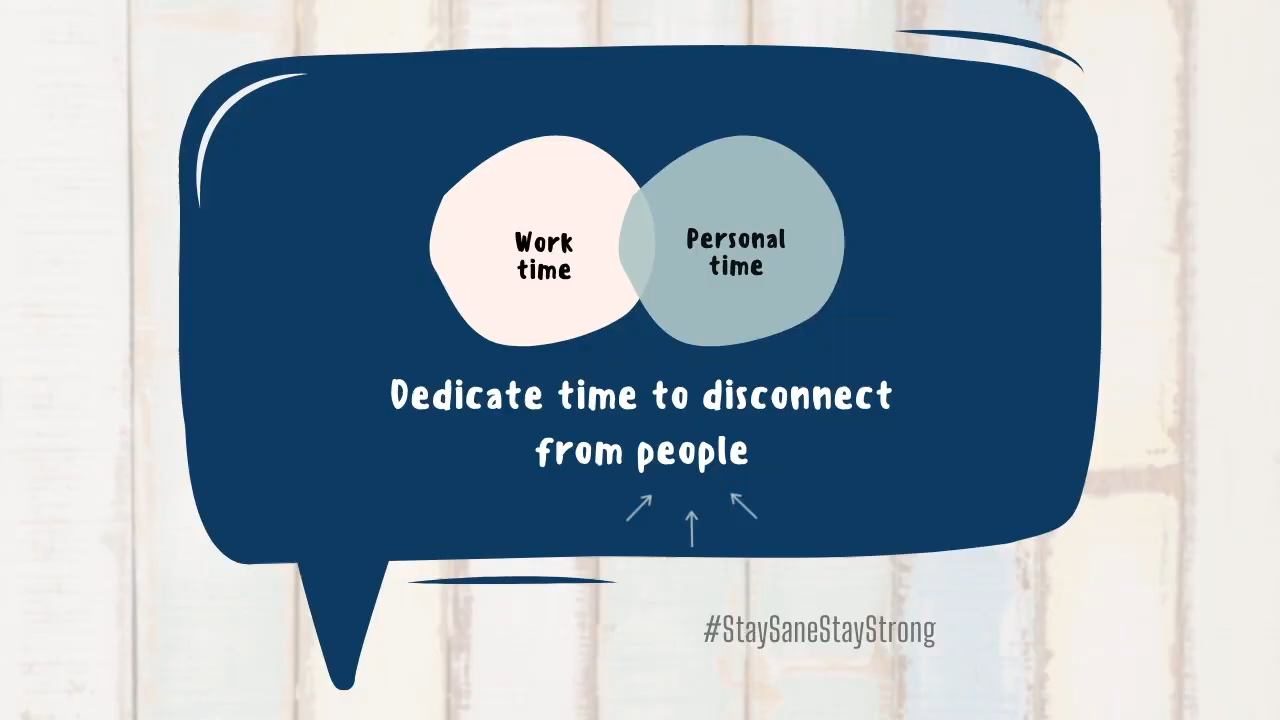 Work
time
Personal
time
Dedicate time to disconnect
from people
#StaySaneStayStrong